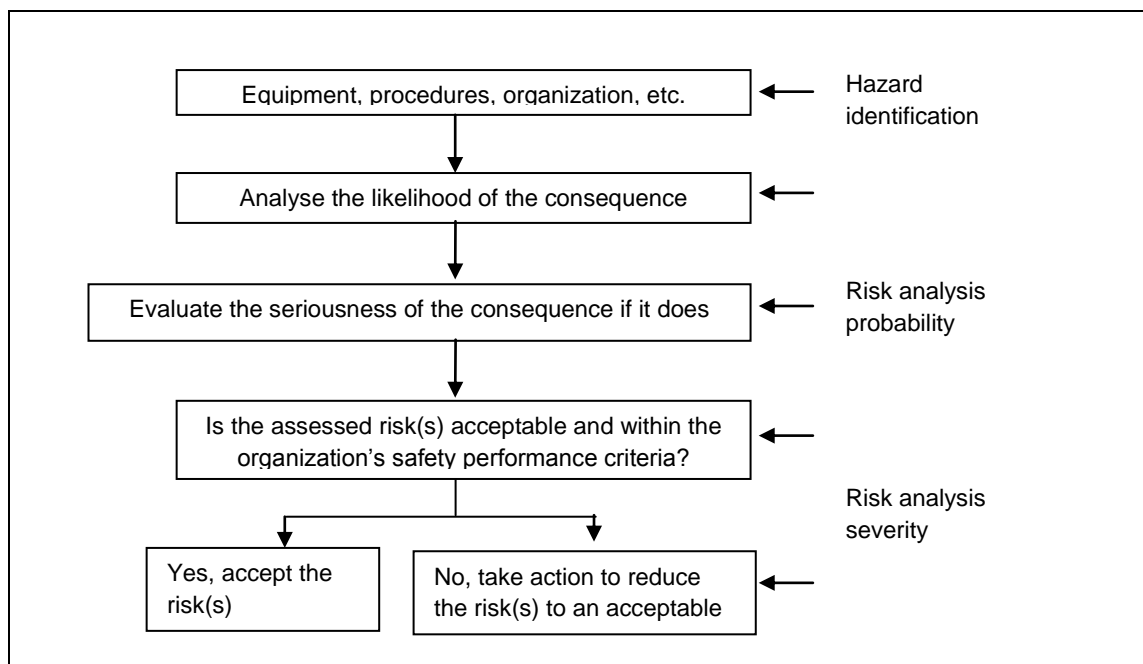 Equipment, procedures, organization, etc.
Hazard
identification
Analyse the likelihood of the consequence
Evaluate the seriousness of the consequence if it does
Risk analysis
probability
Is the assessed risk(s) acceptable and within the
organization’s safety performance criteria?
Risk analysis
severity
Yes, accept the
risk(s)
No, take action to reduce
the risk(s) to an acceptable